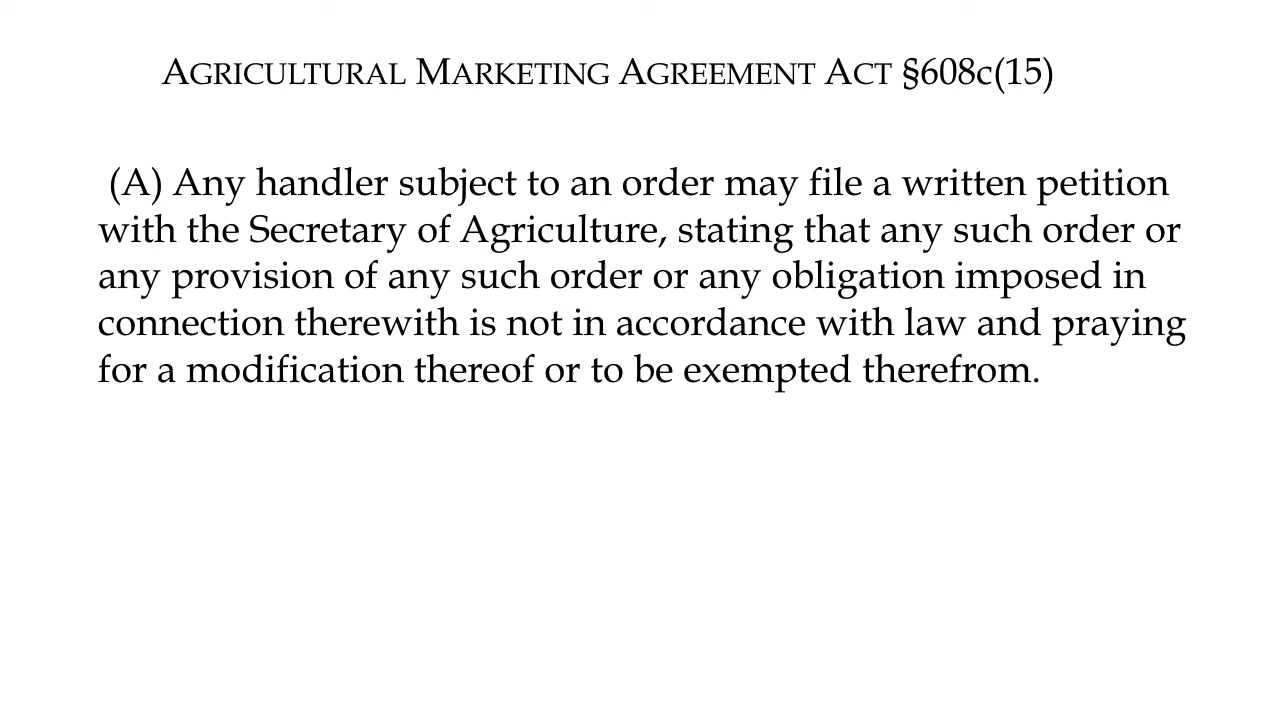 AGRICULTURAL MARKETING AGREEMENT ACT §608c(15)
(A) Any handler subject to an order may file a written petition
with the Secretary of Agriculture, stating that any such order or
any provision of any such order or any obligation imposed in
connection therewith is not in accordance with law and praying
for a modification thereof or to be exempted therefrom.